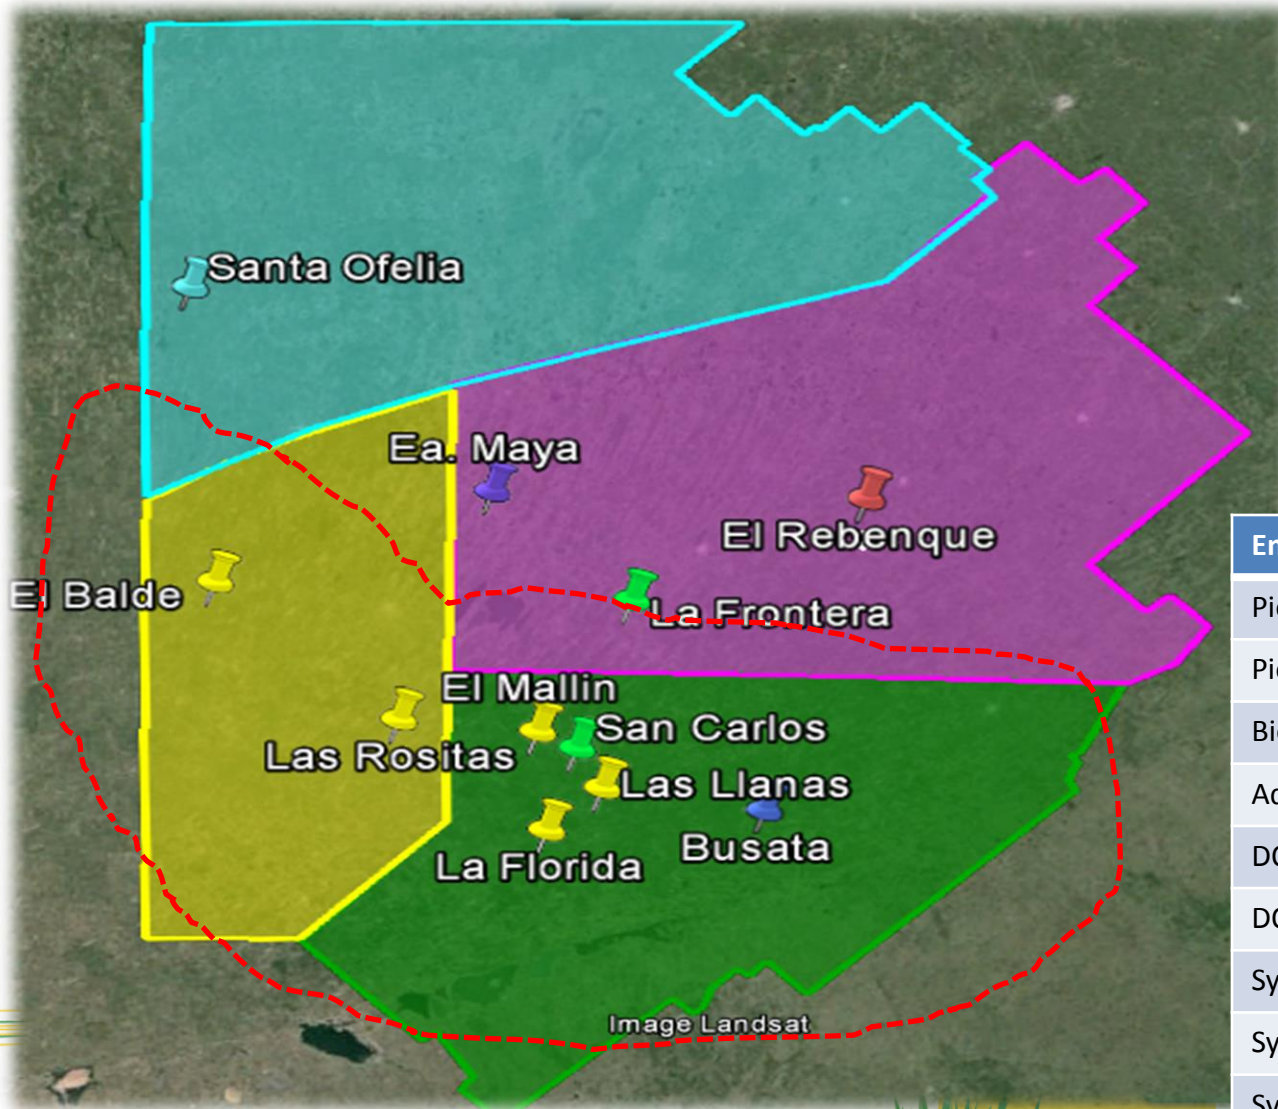 Santa Ofelia
Ea. Maya
El Rebenque
El Balde
La Frontera
El Mallin
San Carlos
Las Rositas
Las Llanas
Busata
La Florida
Image Landsat